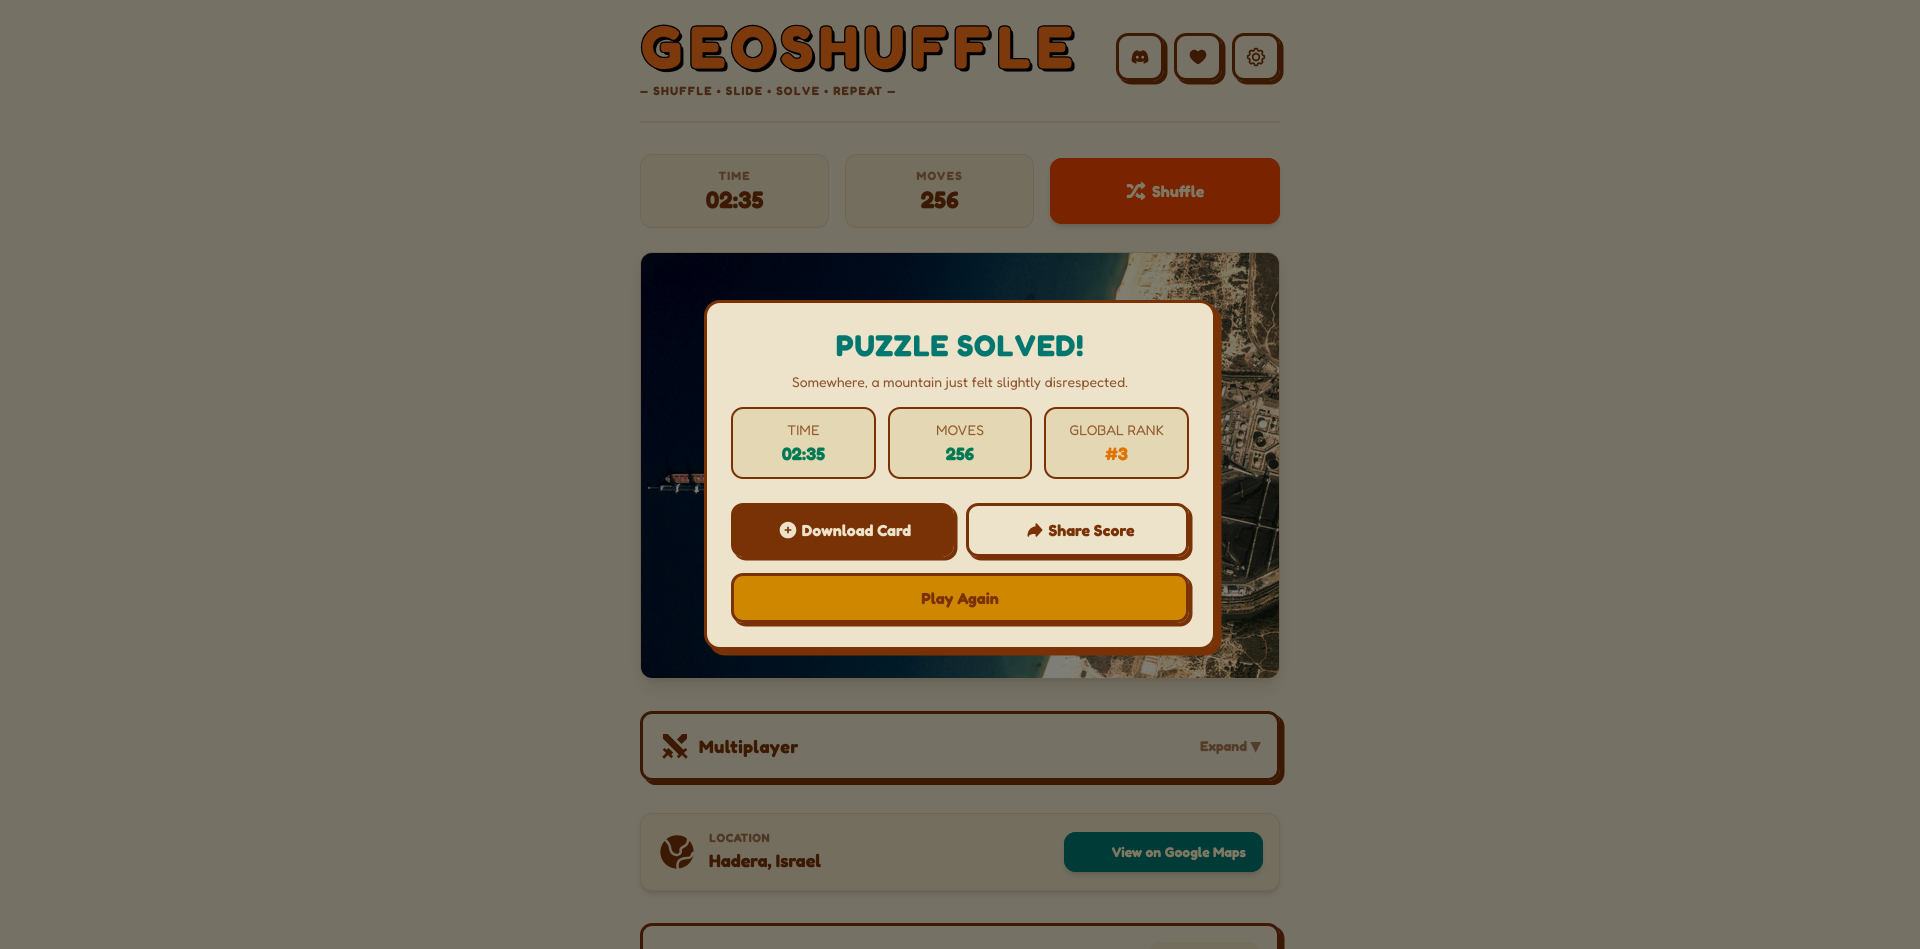 GEOSHUFFLE
– SHUFFLE • SLIDE • SOLVE • REPEAT –
TIME
02:35
MOVES
256
Shuffle
PUZZLE SOLVED!
Somewhere, a mountain just felt slightly disrespected.
TIME
02:35
MOVES
256
GLOBAL RANK
#3
Download Card
Share Score
Play Again
Multiplayer
Expand ▼
LOCATION
Hadera, Israel
View on Google Maps